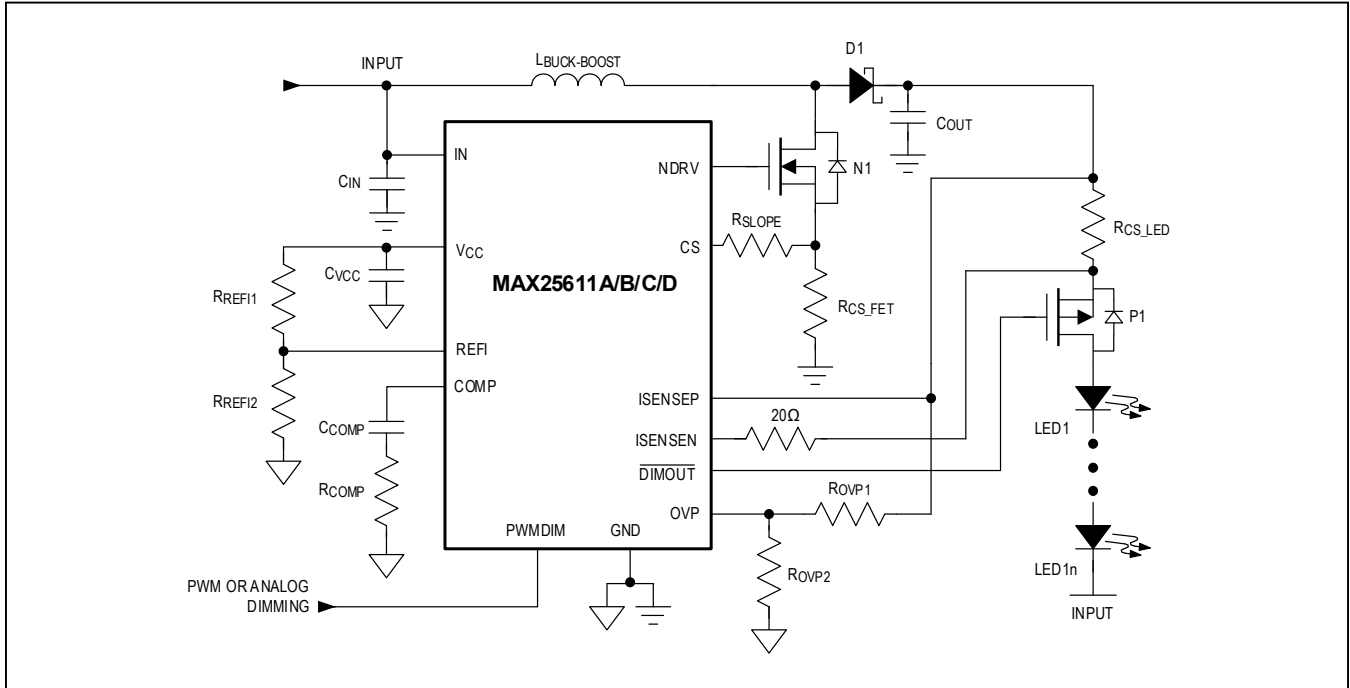 INPUT
LBUCK-BOOST
D1
COUT
IN
CIN
NDRV
N1
RSLOPE
CS
RCS_LED
VCC
CVCC
MAX25611A/B/C/D
RREFI1
RCS_FET
P1
REFI
COMP
RREFI2
ISENSEP
CCOMP
20Ω
ISENSEN
LED1
DIMOUT
RCOMP
ROVP1
OVP
PWMDIM
GND
LED1n
ROVP2
PWM OR ANALOG
DIMMING
INPUT